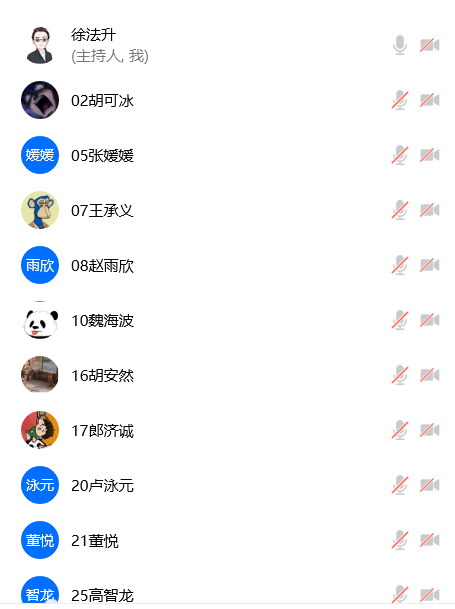 徐法升
(主持人, 我)
02胡可冰
媛媛
05张媛媛
07王承义
雨欣
08赵雨欣
10魏海波
16胡安然
17郎济诚
泳元
20卢泳元
董悦
21董悦
智龙
25高智龙